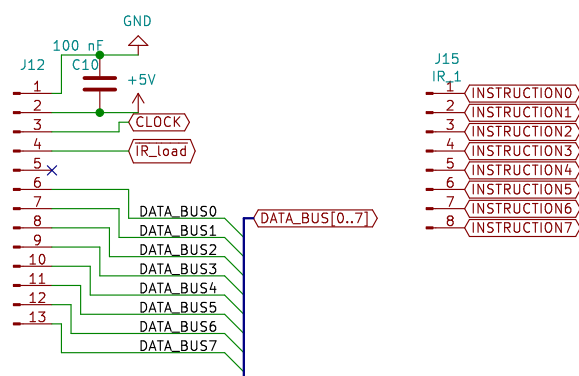 GND
100 nF
J12
C10
+5V
1
2
3
4
5
6
7
8
9
10
11
12
13
CLOCK
IR_load
DATA_BUS0
DATA_BUS1
DATA_BUS2
DATA_BUS3
DATA_BUS4
DATA_BUS5
DATA_BUS6
DATA_BUS7
DATA_BUS[0..7]
J15
IR_1
1 INSTRUCTION0
2 INSTRUCTION1
3 INSTRUCTION2
4 INSTRUCTION3
5 INSTRUCTION4
6 INSTRUCTION5
7 INSTRUCTION6
8 INSTRUCTION7